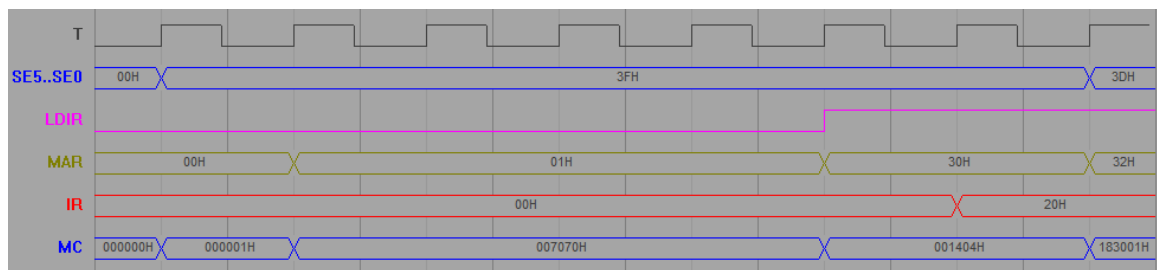 T
SE5..SE0 00H 3FH 3DH
LDIR
MAR 00H 01H 30H 32H
IR 00H 20H
MC 000000H 000001H 007070H 001404H 183001H